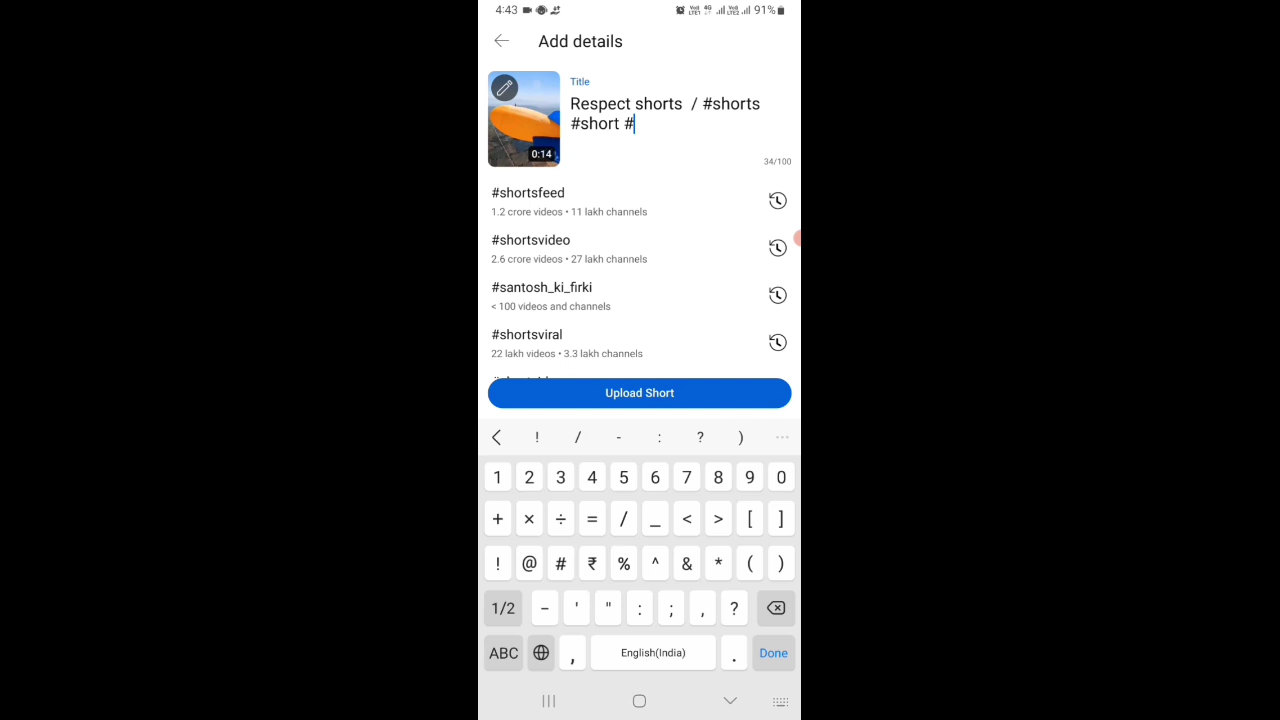 4:43 91%
Add details
Title
Respect shorts / #shorts
#short #
0:14
34/100
#shortsfeed
1.2 crore videos • 11 lakh channels
#shortsvideo
2.6 crore videos • 27 lakh channels
#santosh_ki_firki
< 100 videos and channels
#shortsviral
22 lakh videos • 3.3 lakh channels
Upload Short
! / - : ? )
1 2 3 4 5 6 7 8 9 0
+ × ÷ = / _ < > [ ]
! @ # ₹ % ^ & * ( )
1/2 - ' " : ; , ?
ABC , English(India) . Done